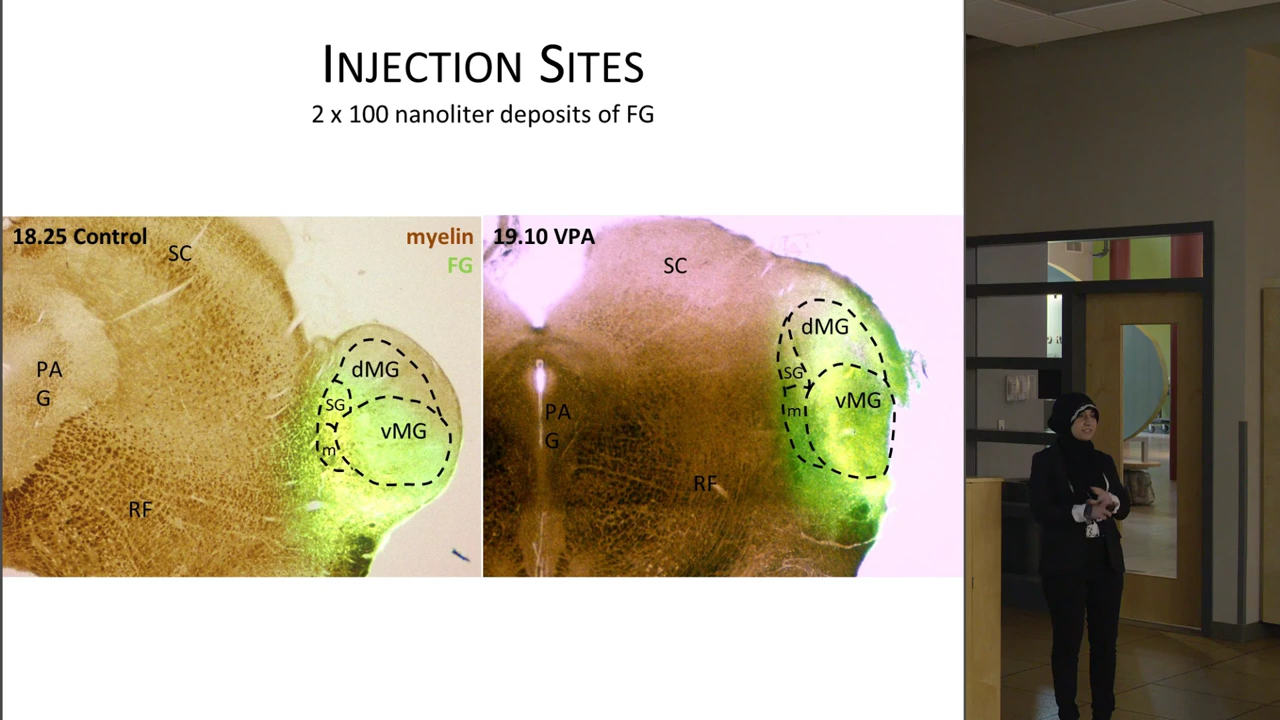 INJECTION SITES
2 x 100 nanoliter deposits of FG
18.25 Control
myelin
FG
SC
PA
G
dMG
SG
vMG
m
RF
19.10 VPA
SC
dMG
SG
vMG
m
PA
G
RF